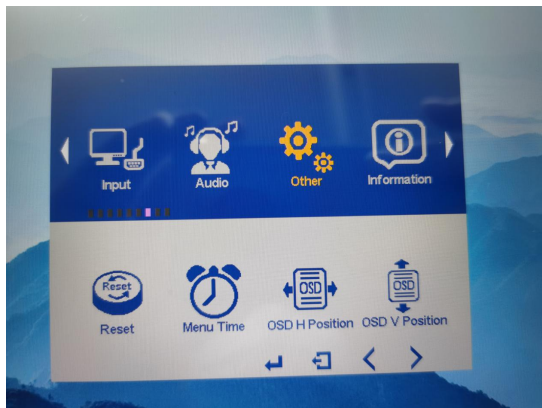 Input
Audio
Other
Information
Reset
Reset
Menu Time
OSD
OSD H Position
OSD
OSD V Position